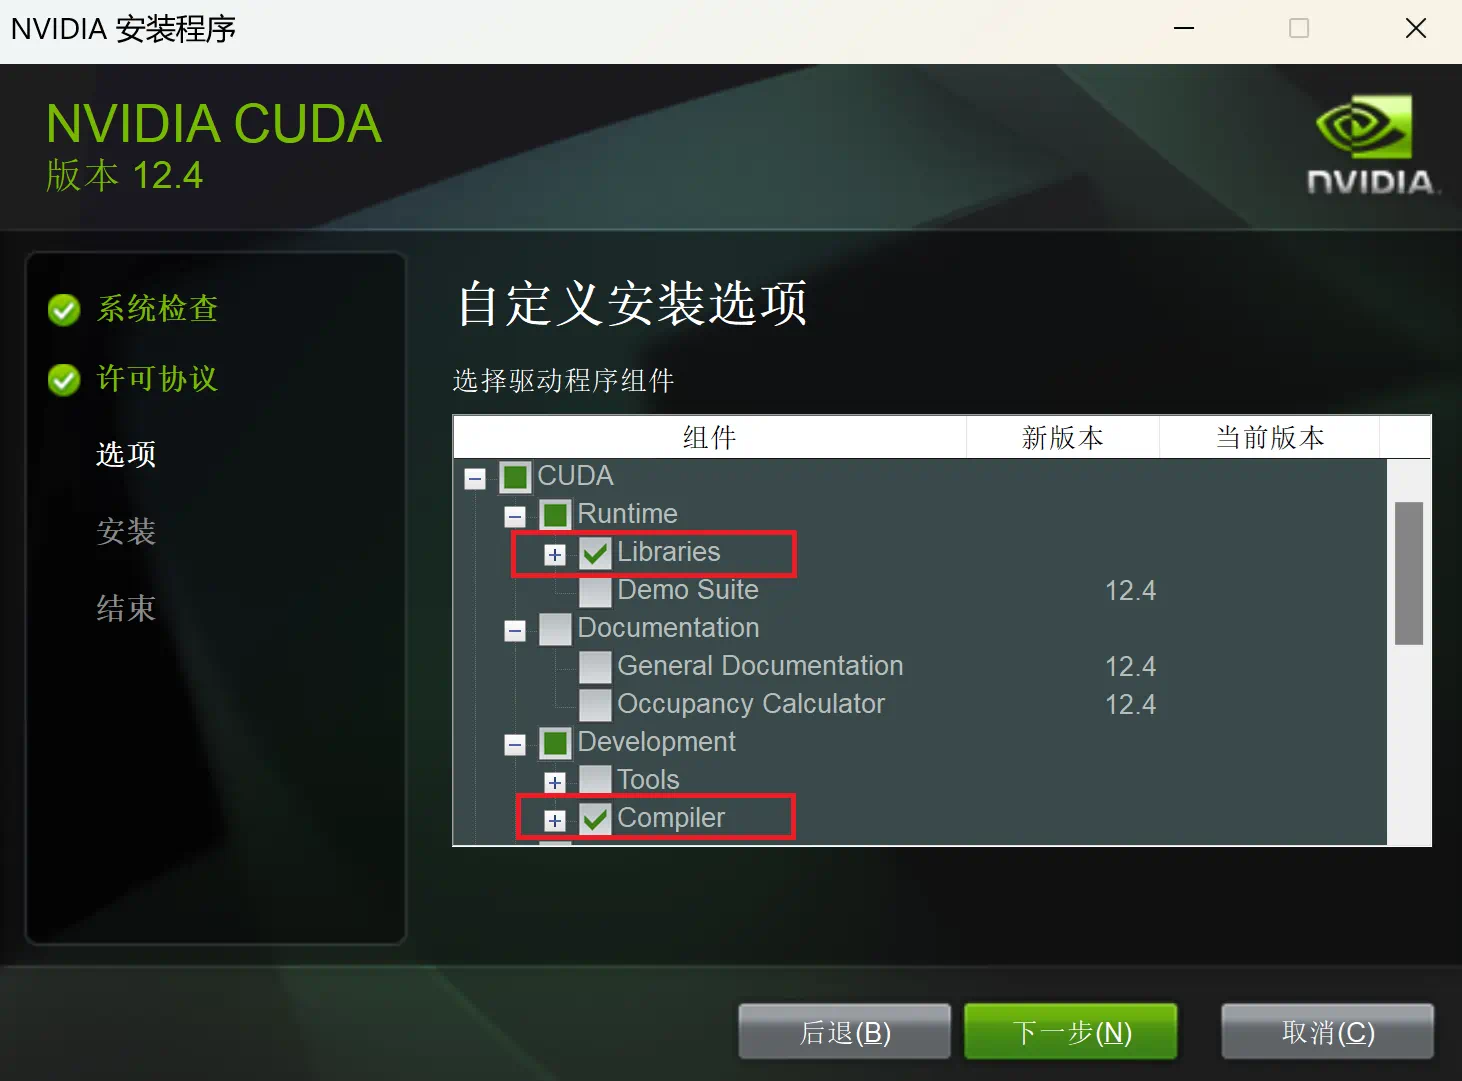 NVIDIA 安装程序
NVIDIA CUDA
版本 12.4
NVIDIA.
系统检查
许可协议
选项
安装
结束
自定义安装选项
选择驱动程序组件
组件 新版本 当前版本
CUDA
Runtime
Libraries
Demo Suite 12.4
Documentation
General Documentation 12.4
Occupancy Calculator 12.4
Development
Tools
Compiler
后退(B) 下一步(N) 取消(C)